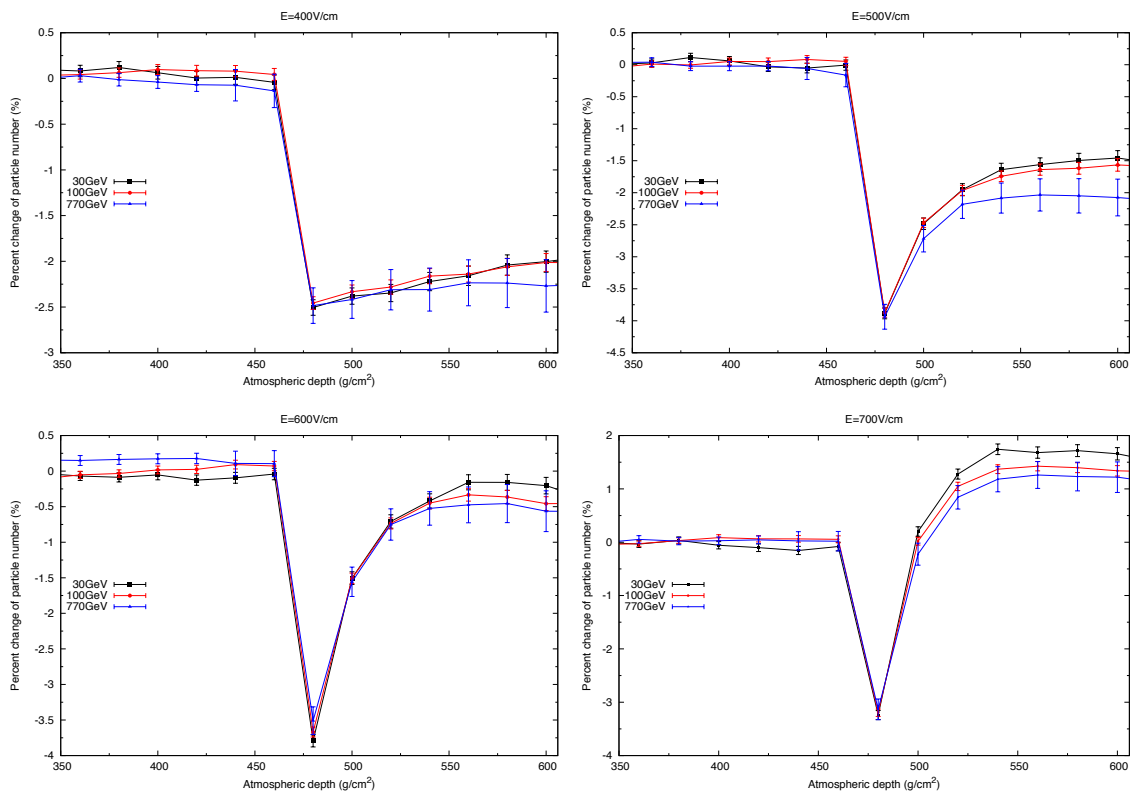 E=400V/cm
Percent change of particle number (%)
0.5
0
-0.5
-1
-1.5
-2
-2.5
-3
30GeV
100GeV
770GeV
350 400 450 500 550 600
Atmospheric depth (g/cm²)
E=500V/cm
Percent change of particle number (%)
0.5
0
-0.5
-1
-1.5
-2
-2.5
-3
-3.5
-4
-4.5
30GeV
100GeV
770GeV
350 400 450 500 550 600
Atmospheric depth (g/cm²)
E=600V/cm
Percent change of particle number (%)
0.5
0
-0.5
-1
-1.5
-2
-2.5
-3
-3.5
-4
30GeV
100GeV
770GeV
350 400 450 500 550 600
Atmospheric depth (g/cm²)
E=700V/cm
Percent change of particle number (%)
2
1
0
-1
-2
-3
-4
30GeV
100GeV
770GeV
350 400 450 500 550 600
Atmospheric depth (g/cm²)